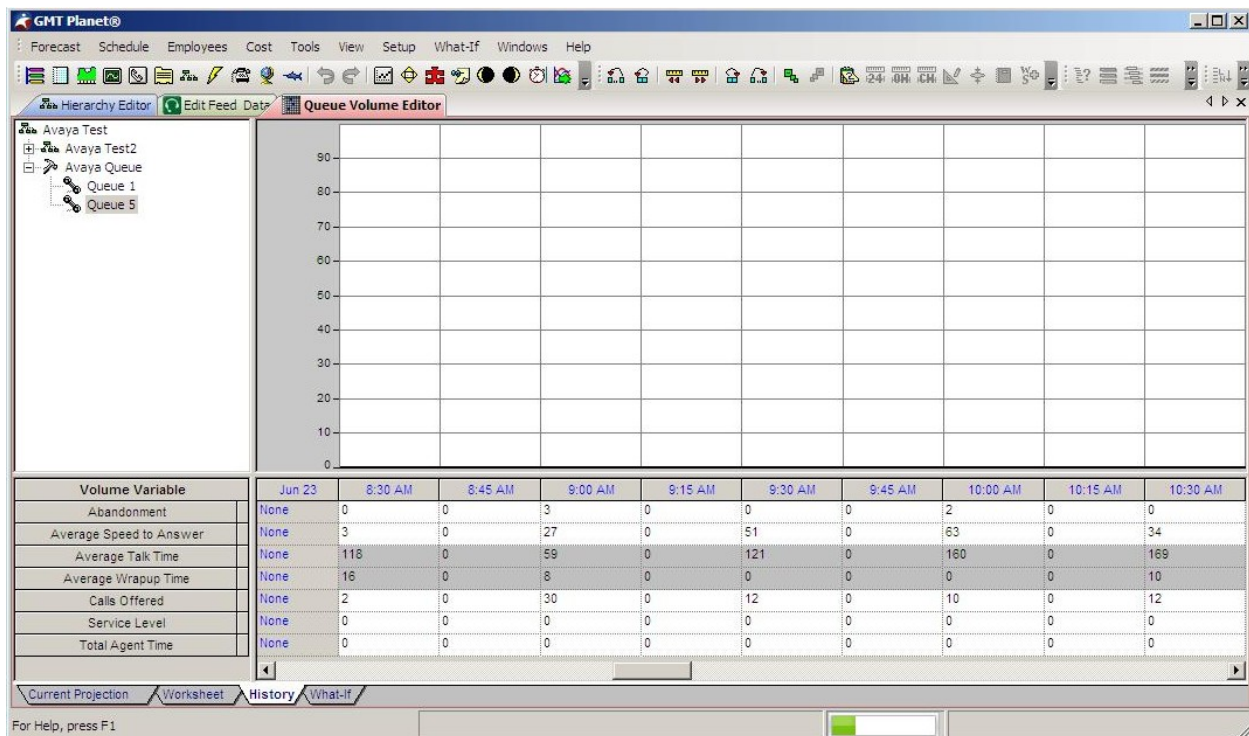 GMT Planet®
Forecast Schedule Employees Cost Tools View Setup What-If Windows Help
24 .0H. .CH
Hierarchy Editor Edit Feed Data Queue Volume Editor
Avaya Test
Avaya Test2
Avaya Queue
Queue 1
Queue 5
90
80
70
60
50
40
30
20
10
0
Volume Variable Jun 23 8:30 AM 8:45 AM 9:00 AM 9:15 AM 9:30 AM 9:45 AM 10:00 AM 10:15 AM 10:30 AM
Abandonment None 0 0 3 0 0 0 2 0 0
Average Speed to Answer None 3 0 27 0 51 0 63 0 34
Average Talk Time None 118 0 59 0 121 0 160 0 169
Average Wrapup Time None 16 0 8 0 0 0 0 0 10
Calls Offered None 2 0 30 0 12 0 10 0 12
Service Level None 0 0 0 0 0 0 0 0 0
Total Agent Time None 0 0 0 0 0 0 0 0 0
Current Projection Worksheet History What-If
For Help, press F1